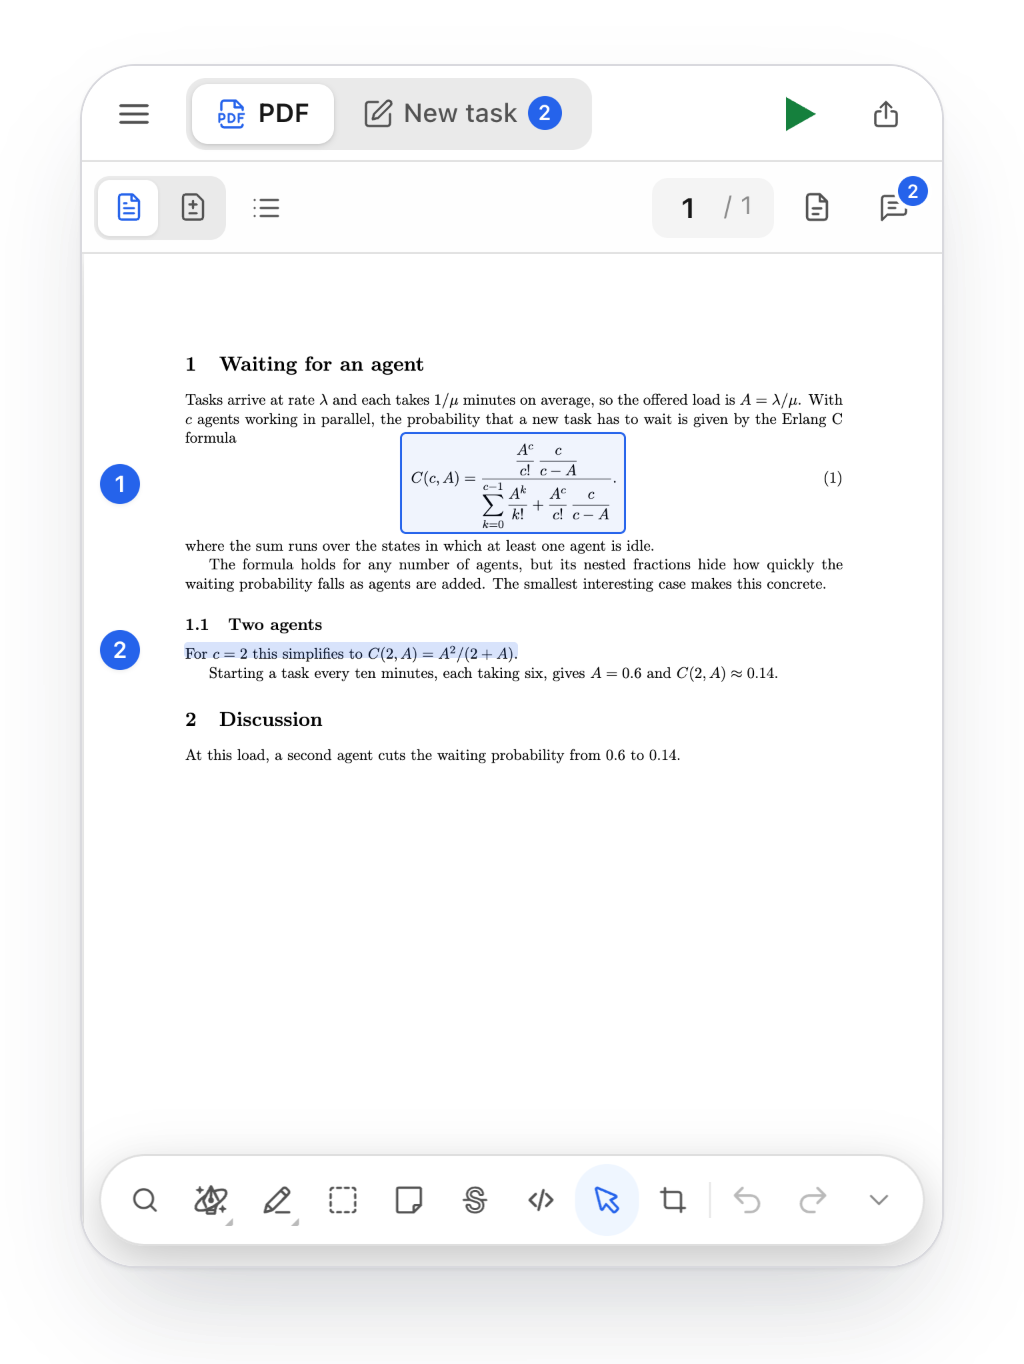 PDF
New task 2
1 / 1
2
1 Waiting for an agent
Tasks arrive at rate λ and each takes 1/μ minutes on average, so the offered load is A = λ/μ. With
c agents working in parallel, the probability that a new task has to wait is given by the Erlang C
formula
1
C(c, A) = \frac{\frac{A^c}{c!} \frac{c}{c − A}}{\sum_{k=0}^{c−1} \frac{A^k}{k!} + \frac{A^c}{c!} \frac{c}{c − A}}. (1)
where the sum runs over the states in which at least one agent is idle.
The formula holds for any number of agents, but its nested fractions hide how quickly the
waiting probability falls as agents are added. The smallest interesting case makes this concrete.
1.1 Two agents
2
For c = 2 this simplifies to C(2, A) = A²/(2 + A).
Starting a task every ten minutes, each taking six, gives A = 0.6 and C(2, A) ≈ 0.14.
2 Discussion
At this load, a second agent cuts the waiting probability from 0.6 to 0.14.